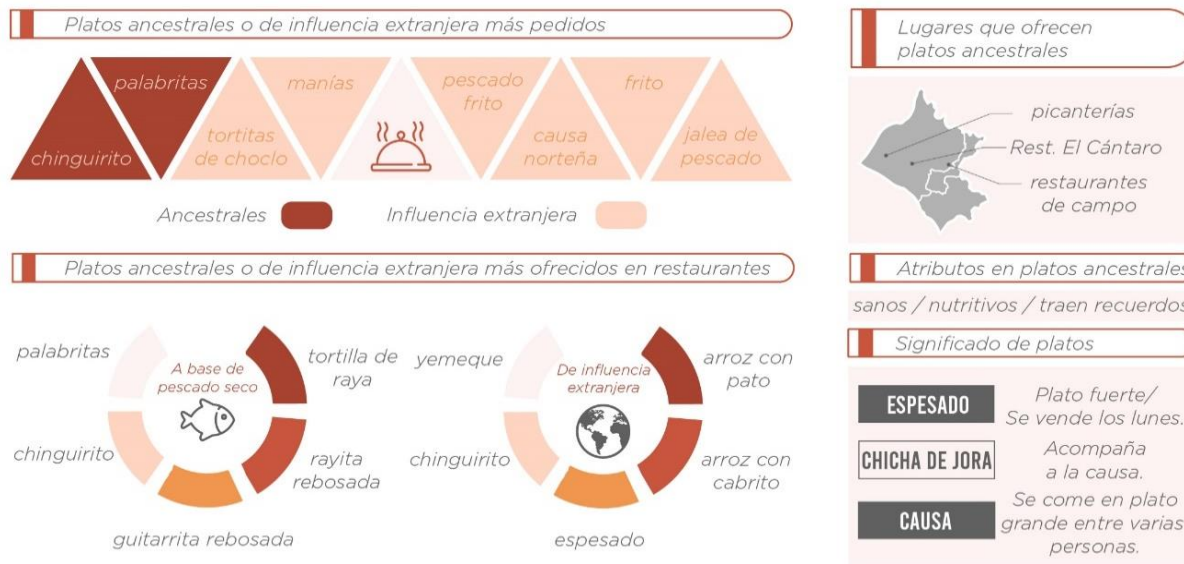 Platos ancestrales o de influencia extranjera más pedidos
chinguirito
palabritas
tortitas
de choclo
manías
pescado
frito
causa
norteña
frito
jalea de
pescado
Ancestrales
Influencia extranjera
Platos ancestrales o de influencia extranjera más ofrecidos en restaurantes
A base de
pescado seco
palabritas
tortilla de
raya
chinguirito
rayita
rebosada
guitarrita rebosada
De influencia
extranjera
yemeque
arroz con
pato
chinguirito
arroz con
cabrito
espesado
Lugares que ofrecen
platos ancestrales
picanterías
Rest. El Cántaro
restaurantes
de campo
Atributos en platos ancestrales
sanos / nutritivos / traen recuerdos
Significado de platos
ESPESADO
Plato fuerte/
Se vende los lunes.
CHICHA DE JORA
Acompaña
a la causa.
CAUSA
Se come en plato
grande entre varias
personas.